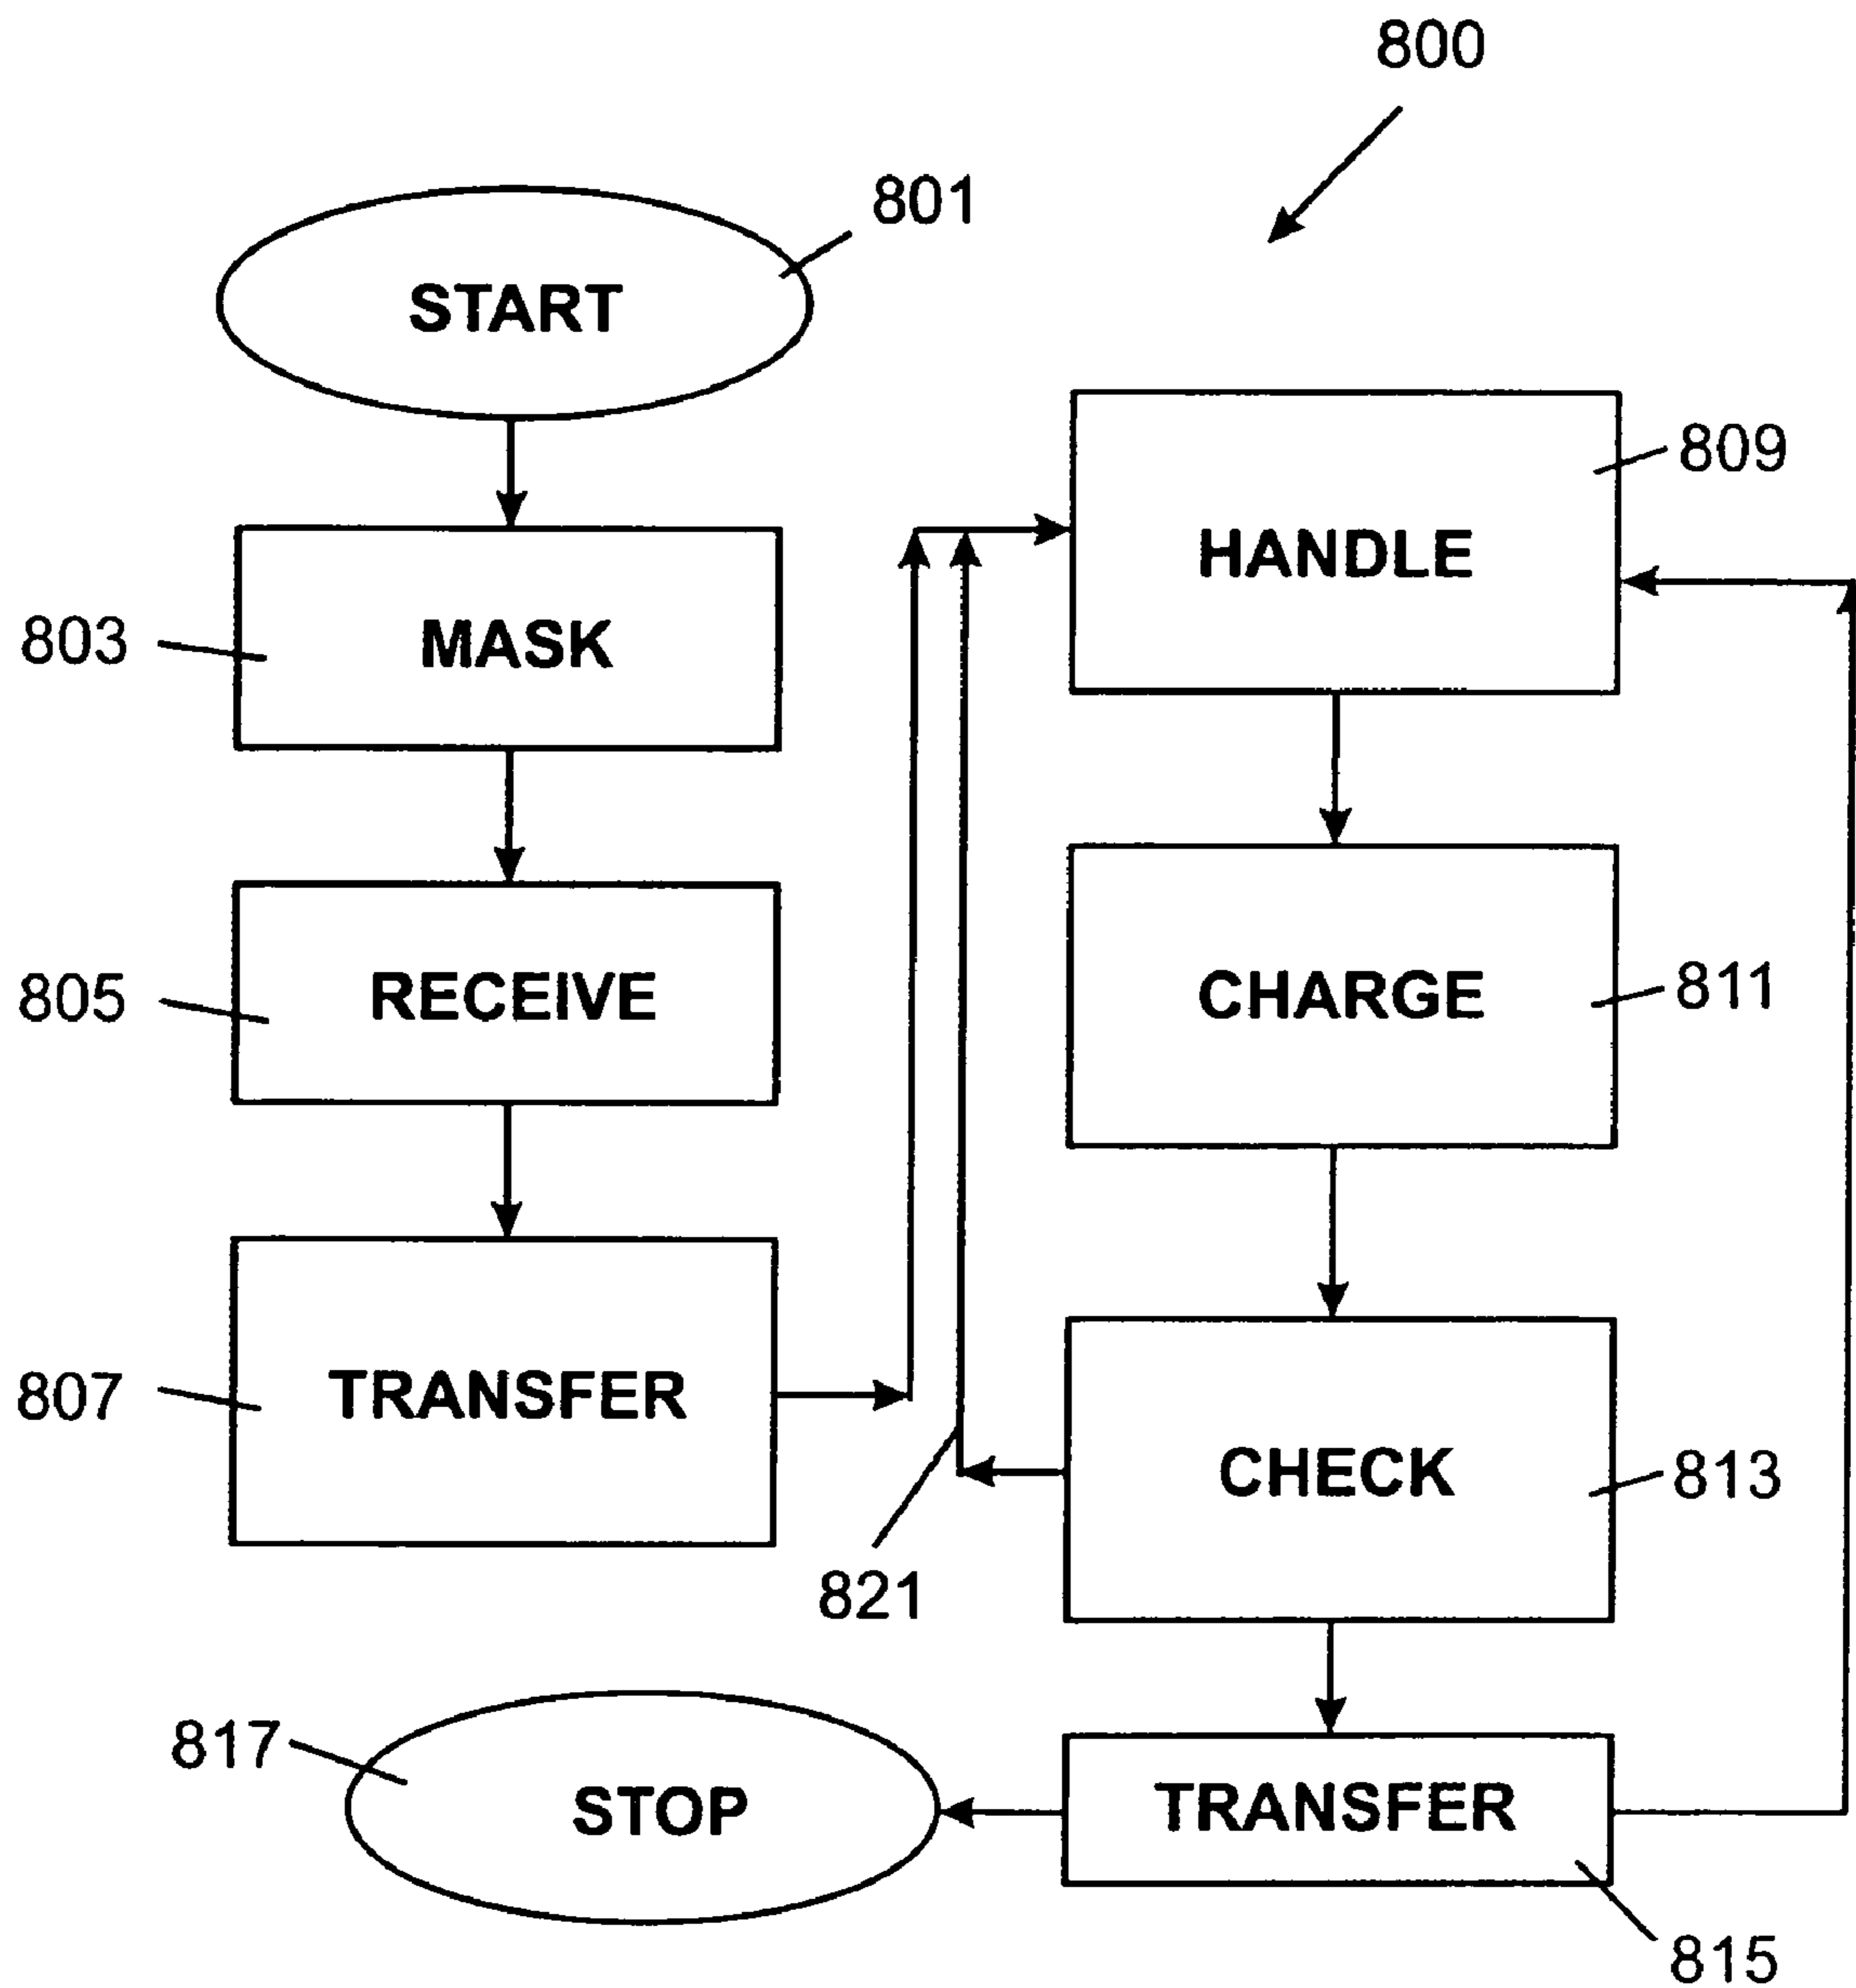 800
801
START
809
HANDLE
803
MASK
805
RECEIVE
811
CHARGE
807
TRANSFER
813
CHECK
821
817
STOP
TRANSFER
815